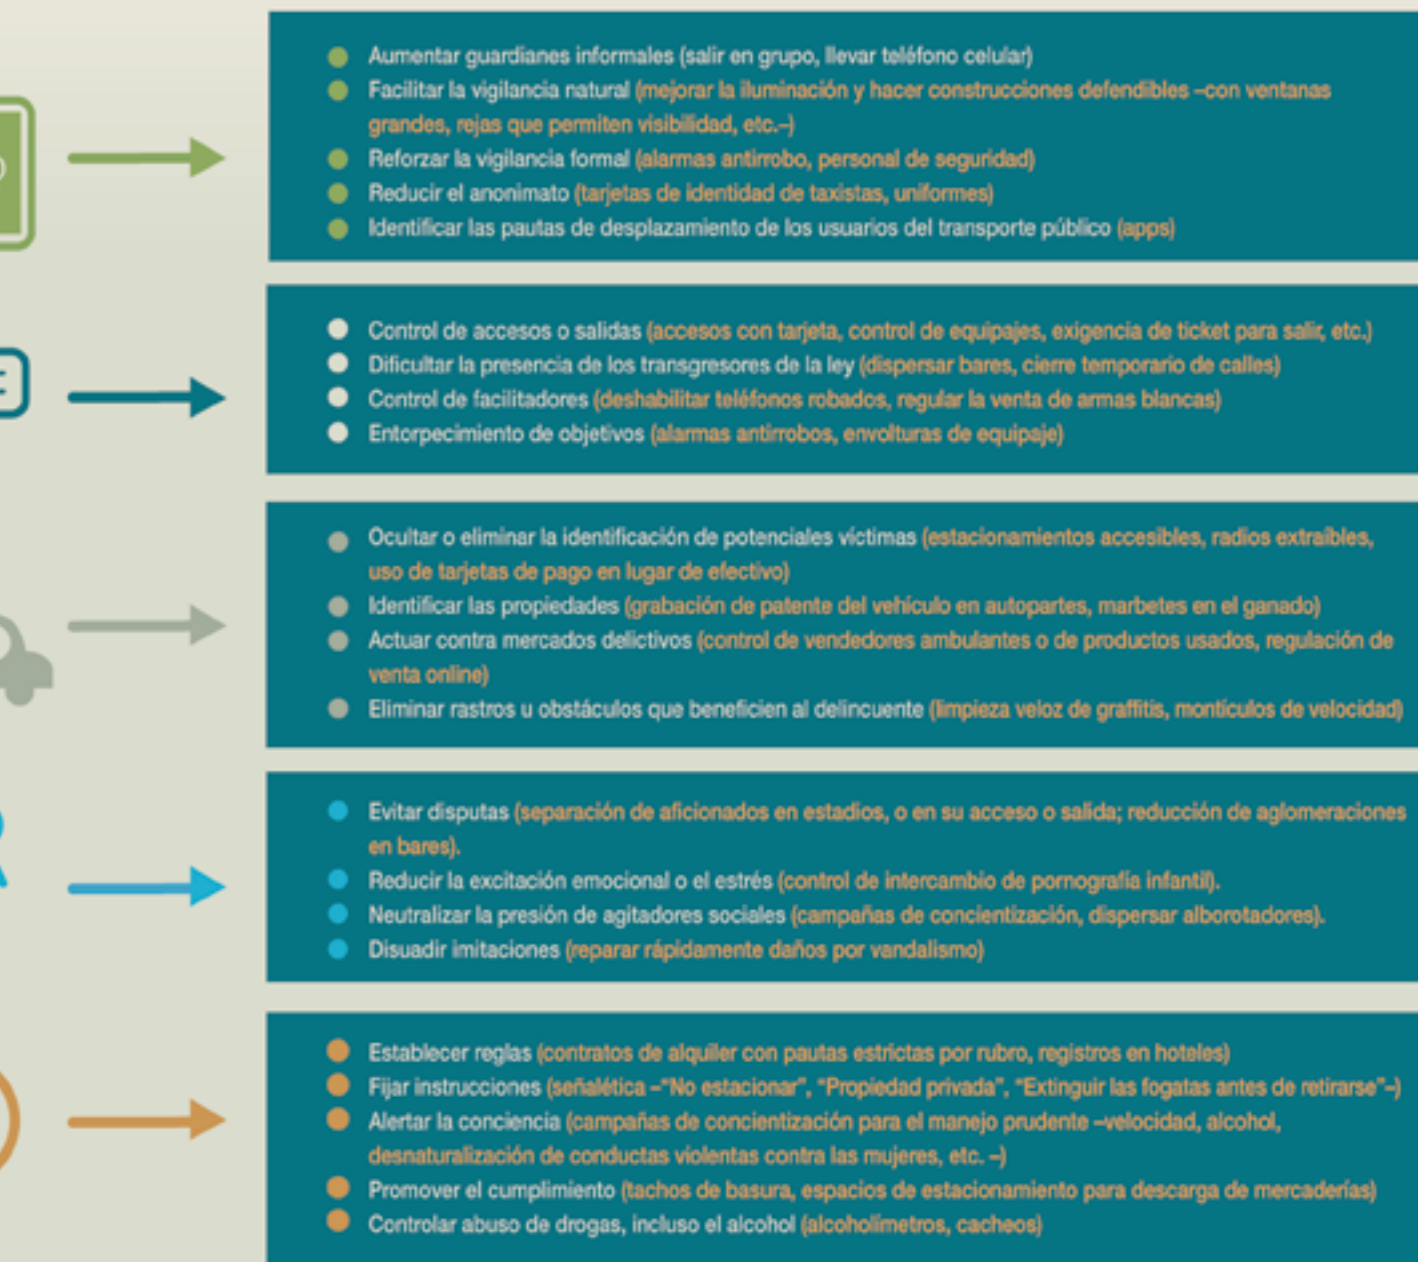 Aumentar guardianes informales (salir en grupo, llevar teléfono celular)
Facilitar la vigilancia natural (mejorar la iluminación y hacer construcciones defendibles –con ventanas
grandes, rejas que permiten visibilidad, etc.–)
Reforzar la vigilancia formal (alarmas antirrobo, personal de seguridad)
Reducir el anonimato (tarjetas de identidad de taxistas, uniformes)
Identificar las pautas de desplazamiento de los usuarios del transporte público (apps)
Control de accesos o salidas (accesos con tarjeta, control de equipajes, exigencia de ticket para salir, etc.)
Dificultar la presencia de los transgresores de la ley (dispersar bares, cierre temporario de calles)
Control de facilitadores (deshabilitar teléfonos robados, regular la venta de armas blancas)
Entorpecimiento de objetivos (alarmas antirrobos, envolturas de equipaje)
Ocultar o eliminar la identificación de potenciales víctimas (estacionamientos accesibles, radios extraíbles,
uso de tarjetas de pago en lugar de efectivo)
Identificar las propiedades (grabación de patente del vehículo en autopartes, marbetes en el ganado)
Actuar contra mercados delictivos (control de vendedores ambulantes o de productos usados, regulación de
venta online)
Eliminar rastros u obstáculos que beneficien al delincuente (limpieza veloz de graffitis, montículos de velocidad)
Evitar disputas (separación de aficionados en estadios, o en su acceso o salida; reducción de aglomeraciones
en bares).
Reducir la excitación emocional o el estrés (control de intercambio de pornografía infantil).
Neutralizar la presión de agitadores sociales (campañas de concientización, dispersar alborotadores).
Disuadir imitaciones (reparar rápidamente daños por vandalismo)
Establecer reglas (contratos de alquiler con pautas estrictas por rubro, registros en hoteles)
Fijar instrucciones (señalética –“No estacionar”, “Propiedad privada”, “Extinguir las fogatas antes de retirarse”–)
Alertar la conciencia (campañas de concientización para el manejo prudente –velocidad, alcohol,
desnaturalización de conductas violentas contra las mujeres, etc. –)
Promover el cumplimiento (tachos de basura, espacios de estacionamiento para descarga de mercaderías)
Controlar abuso de drogas, incluso el alcohol (alcoholímetros, cacheos)